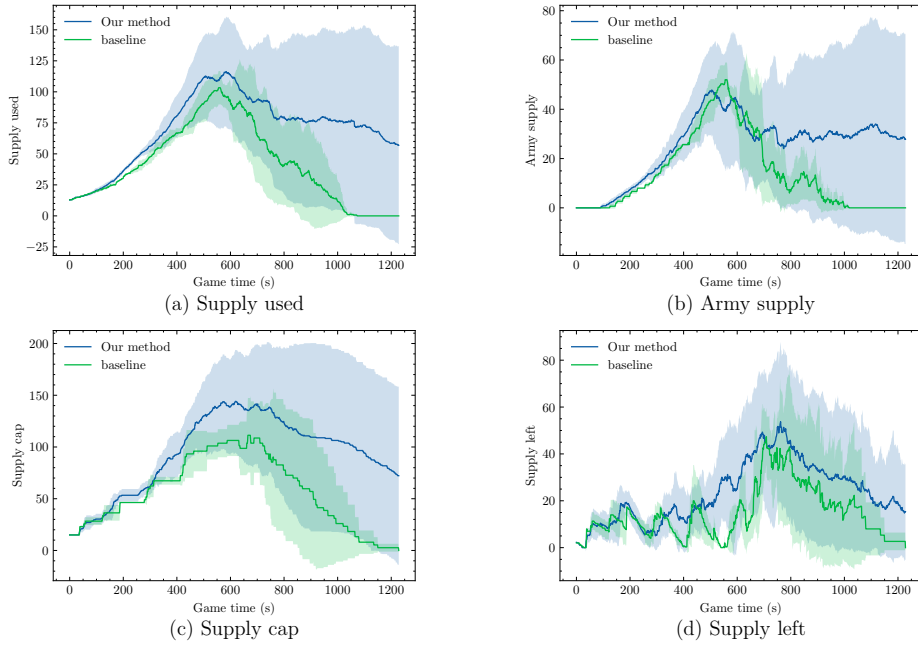 150
125
100
75
50
25
0
−25
Supply used
Our method
baseline
0 200 400 600 800 1000 1200
Game time (s)
(a) Supply used
80
60
40
20
0
Army supply
Our method
baseline
0 200 400 600 800 1000 1200
Game time (s)
(b) Army supply
200
150
100
50
0
Supply cap
Our method
baseline
0 200 400 600 800 1000 1200
Game time (s)
(c) Supply cap
80
60
40
20
0
Supply left
Our method
baseline
0 200 400 600 800 1000 1200
Game time (s)
(d) Supply left